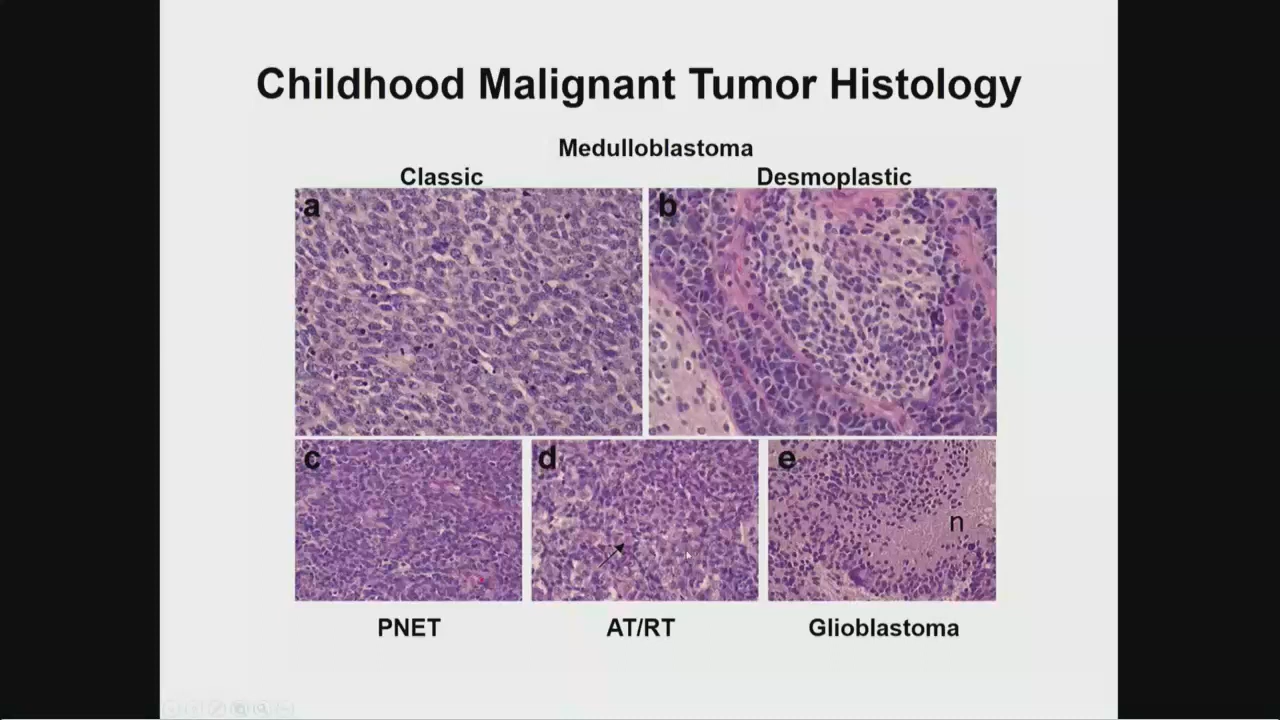 Childhood Malignant Tumor Histology
Medulloblastoma
Classic Desmoplastic
a b
c d e
n
PNET AT/RT Glioblastoma